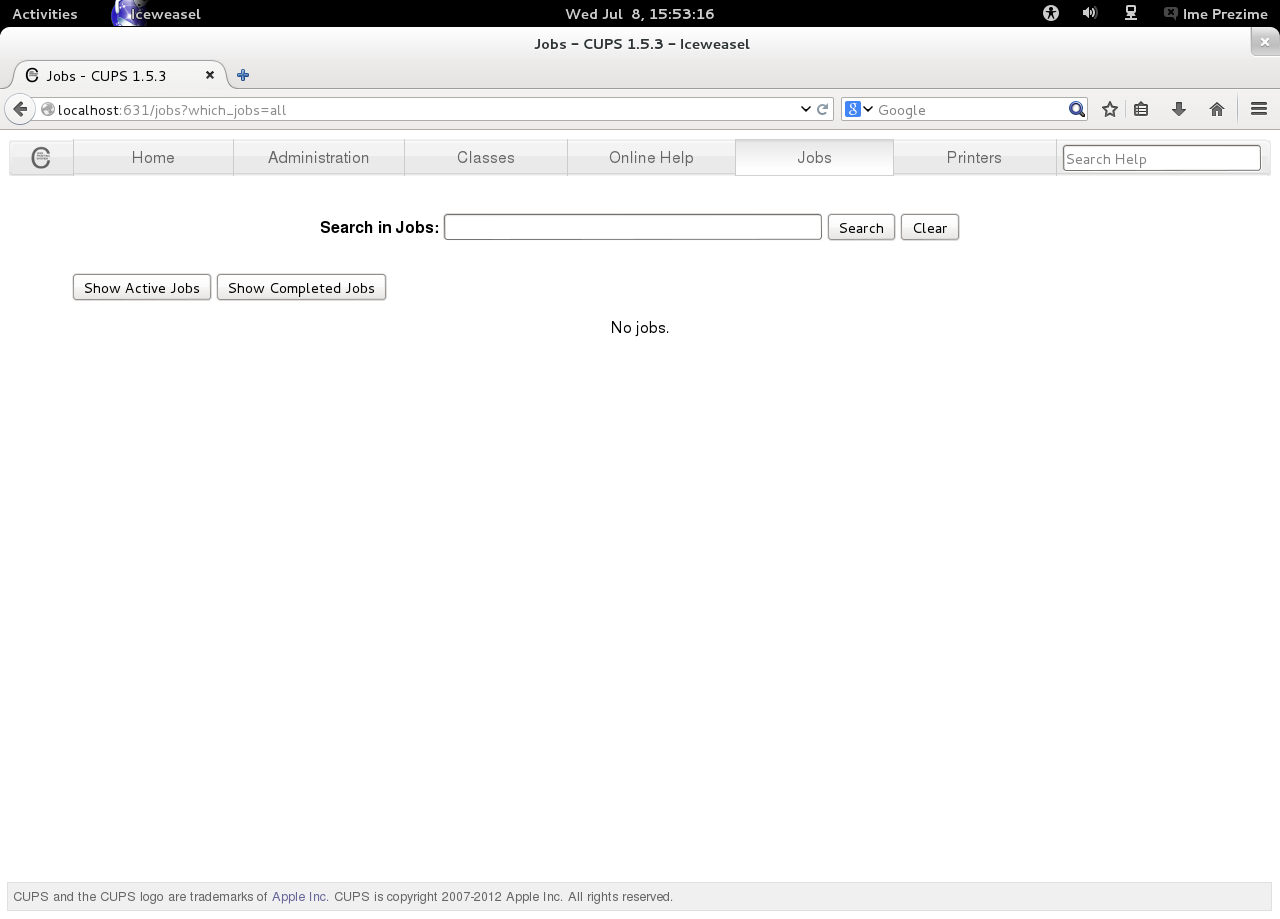 Activities Iceweasel Wed Jul 8, 15:53:16 Ime Prezime
Jobs - CUPS 1.5.3 - Iceweasel
Jobs - CUPS 1.5.3
localhost:631/jobs?which_jobs=all Google
Home Administration Classes Online Help Jobs Printers Search Help
Search in Jobs: Search Clear
Show Active Jobs Show Completed Jobs
No jobs.
CUPS and the CUPS logo are trademarks of Apple Inc. CUPS is copyright 2007-2012 Apple Inc. All rights reserved.